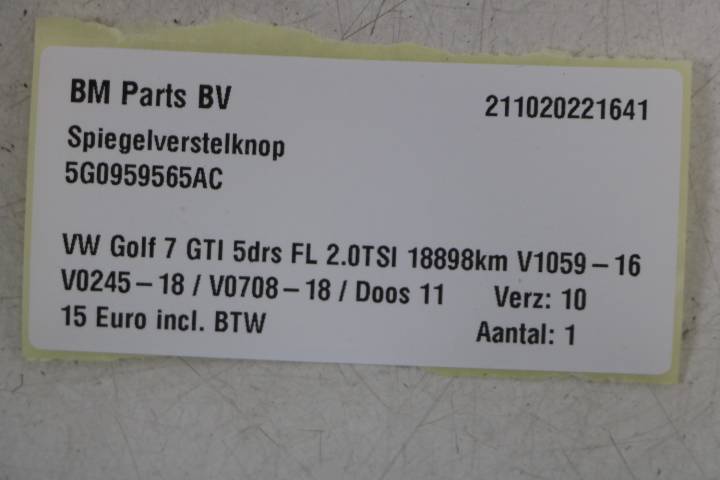 BM Parts BV 211020221641
Spiegelverstelknop
5G0959565AC
VW Golf 7 GTI 5drs FL 2.0TSI 18898km V1059-16
V0245-18 / V0708-18 / Doos 11 Verz: 10
15 Euro incl. BTW Aantal: 1